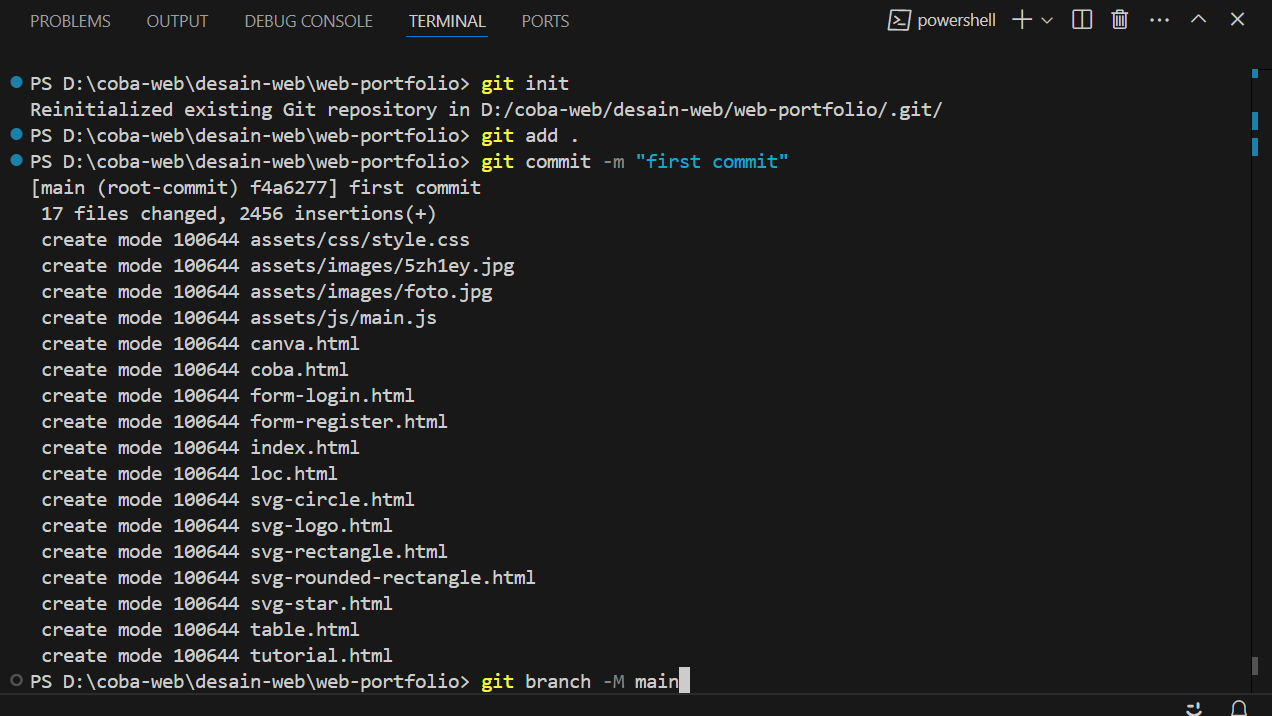 PROBLEMS OUTPUT DEBUG CONSOLE TERMINAL PORTS powershell
PS D:\coba-web\desain-web\web-portfolio> git init
Reinitialized existing Git repository in D:/coba-web/desain-web/web-portfolio/.git/
PS D:\coba-web\desain-web\web-portfolio> git add .
PS D:\coba-web\desain-web\web-portfolio> git commit -m "first commit"
[main (root-commit) f4a6277] first commit
 17 files changed, 2456 insertions(+)
 create mode 100644 assets/css/style.css
 create mode 100644 assets/images/5zh1ey.jpg
 create mode 100644 assets/images/foto.jpg
 create mode 100644 assets/js/main.js
 create mode 100644 canva.html
 create mode 100644 coba.html
 create mode 100644 form-login.html
 create mode 100644 form-register.html
 create mode 100644 index.html
 create mode 100644 loc.html
 create mode 100644 svg-circle.html
 create mode 100644 svg-logo.html
 create mode 100644 svg-rectangle.html
 create mode 100644 svg-rounded-rectangle.html
 create mode 100644 svg-star.html
 create mode 100644 table.html
 create mode 100644 tutorial.html
PS D:\coba-web\desain-web\web-portfolio> git branch -M main